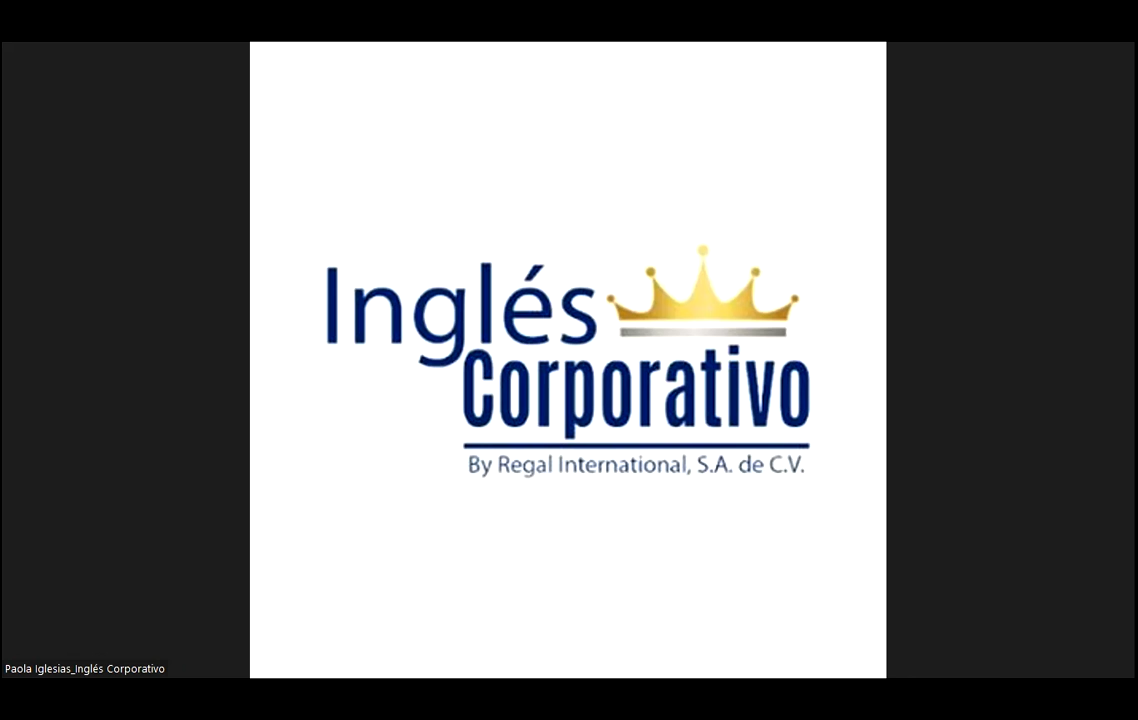 Inglés
Corporativo
By Regal International, S.A. de C.V.
Paola Iglesias_Inglés Corporativo